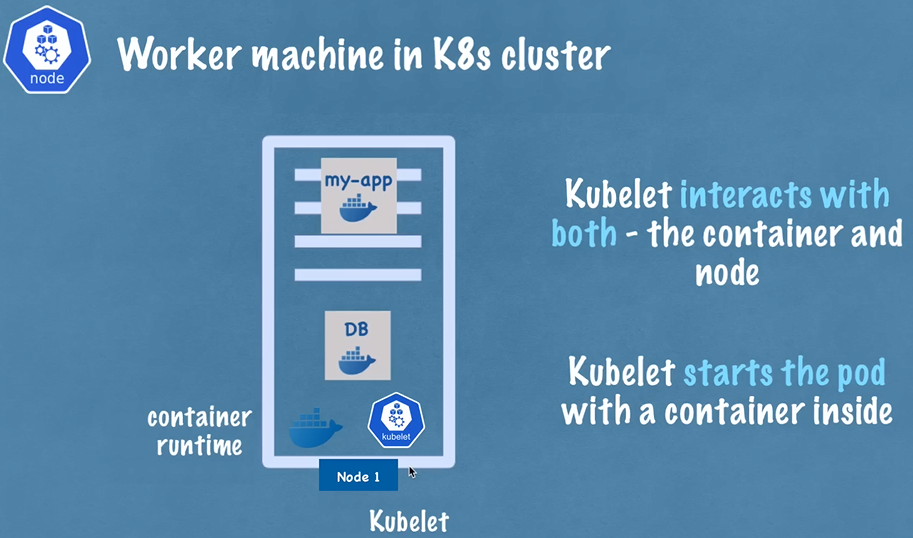 node
Worker machine in K8s cluster
my-app
DB
container
runtime
kubelet
Node 1
Kubelet
Kubelet interacts with
both - the container and
node
Kubelet starts the pod
with a container inside